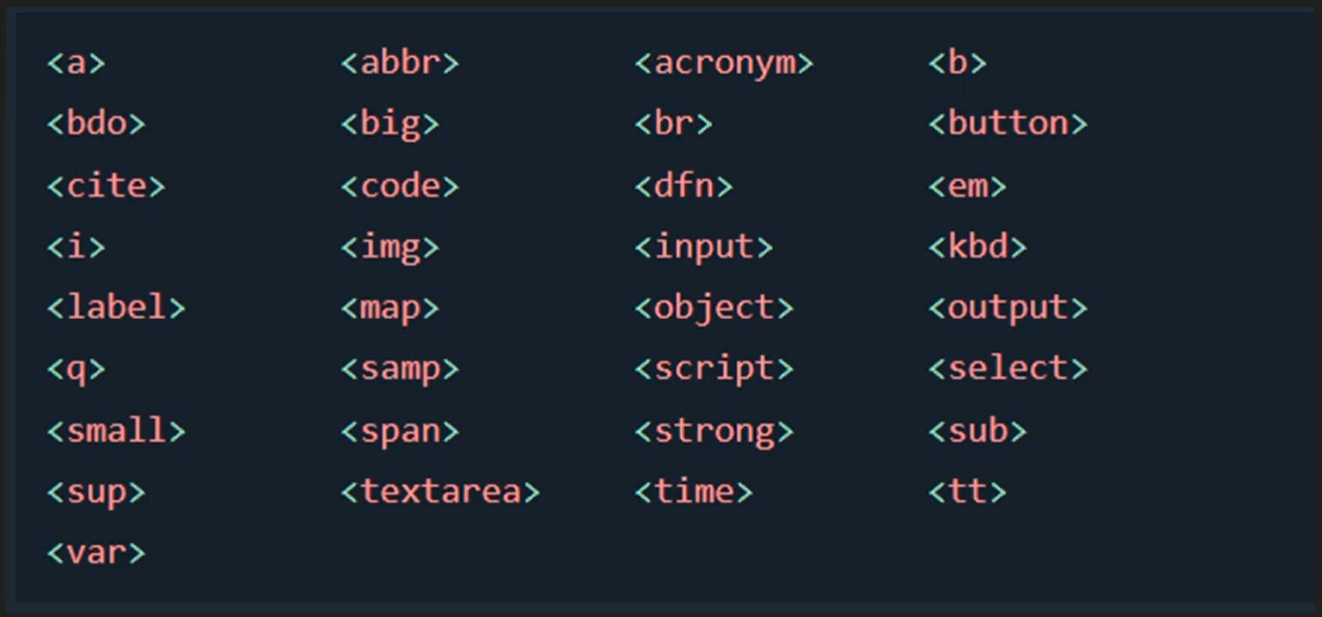 <a> <abbr> <acronym> <b>
<bdo> <big> <br> <button>
<cite> <code> <dfn> <em>
<i> <img> <input> <kbd>
<label> <map> <object> <output>
<q> <samp> <script> <select>
<small> <span> <strong> <sub>
<sup> <textarea> <time> <tt>
<var>